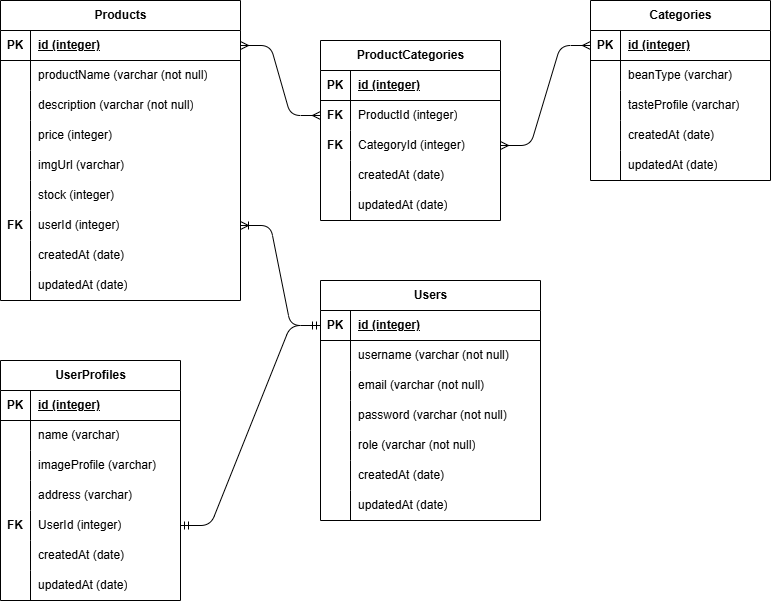 Products
PK id (integer)
productName (varchar (not null)
description (varchar (not null)
price (integer)
imgUrl (varchar)
stock (integer)
FK userId (integer)
createdAt (date)
updatedAt (date)
ProductCategories
PK id (integer)
FK ProductId (integer)
FK CategoryId (integer)
createdAt (date)
updatedAt (date)
Categories
PK id (integer)
beanType (varchar)
tasteProfile (varchar)
createdAt (date)
updatedAt (date)
Users
PK id (integer)
username (varchar (not null)
email (varchar (not null)
password (varchar (not null)
role (varchar (not null)
createdAt (date)
updatedAt (date)
UserProfiles
PK id (integer)
name (varchar)
imageProfile (varchar)
address (varchar)
FK UserId (integer)
createdAt (date)
updatedAt (date)